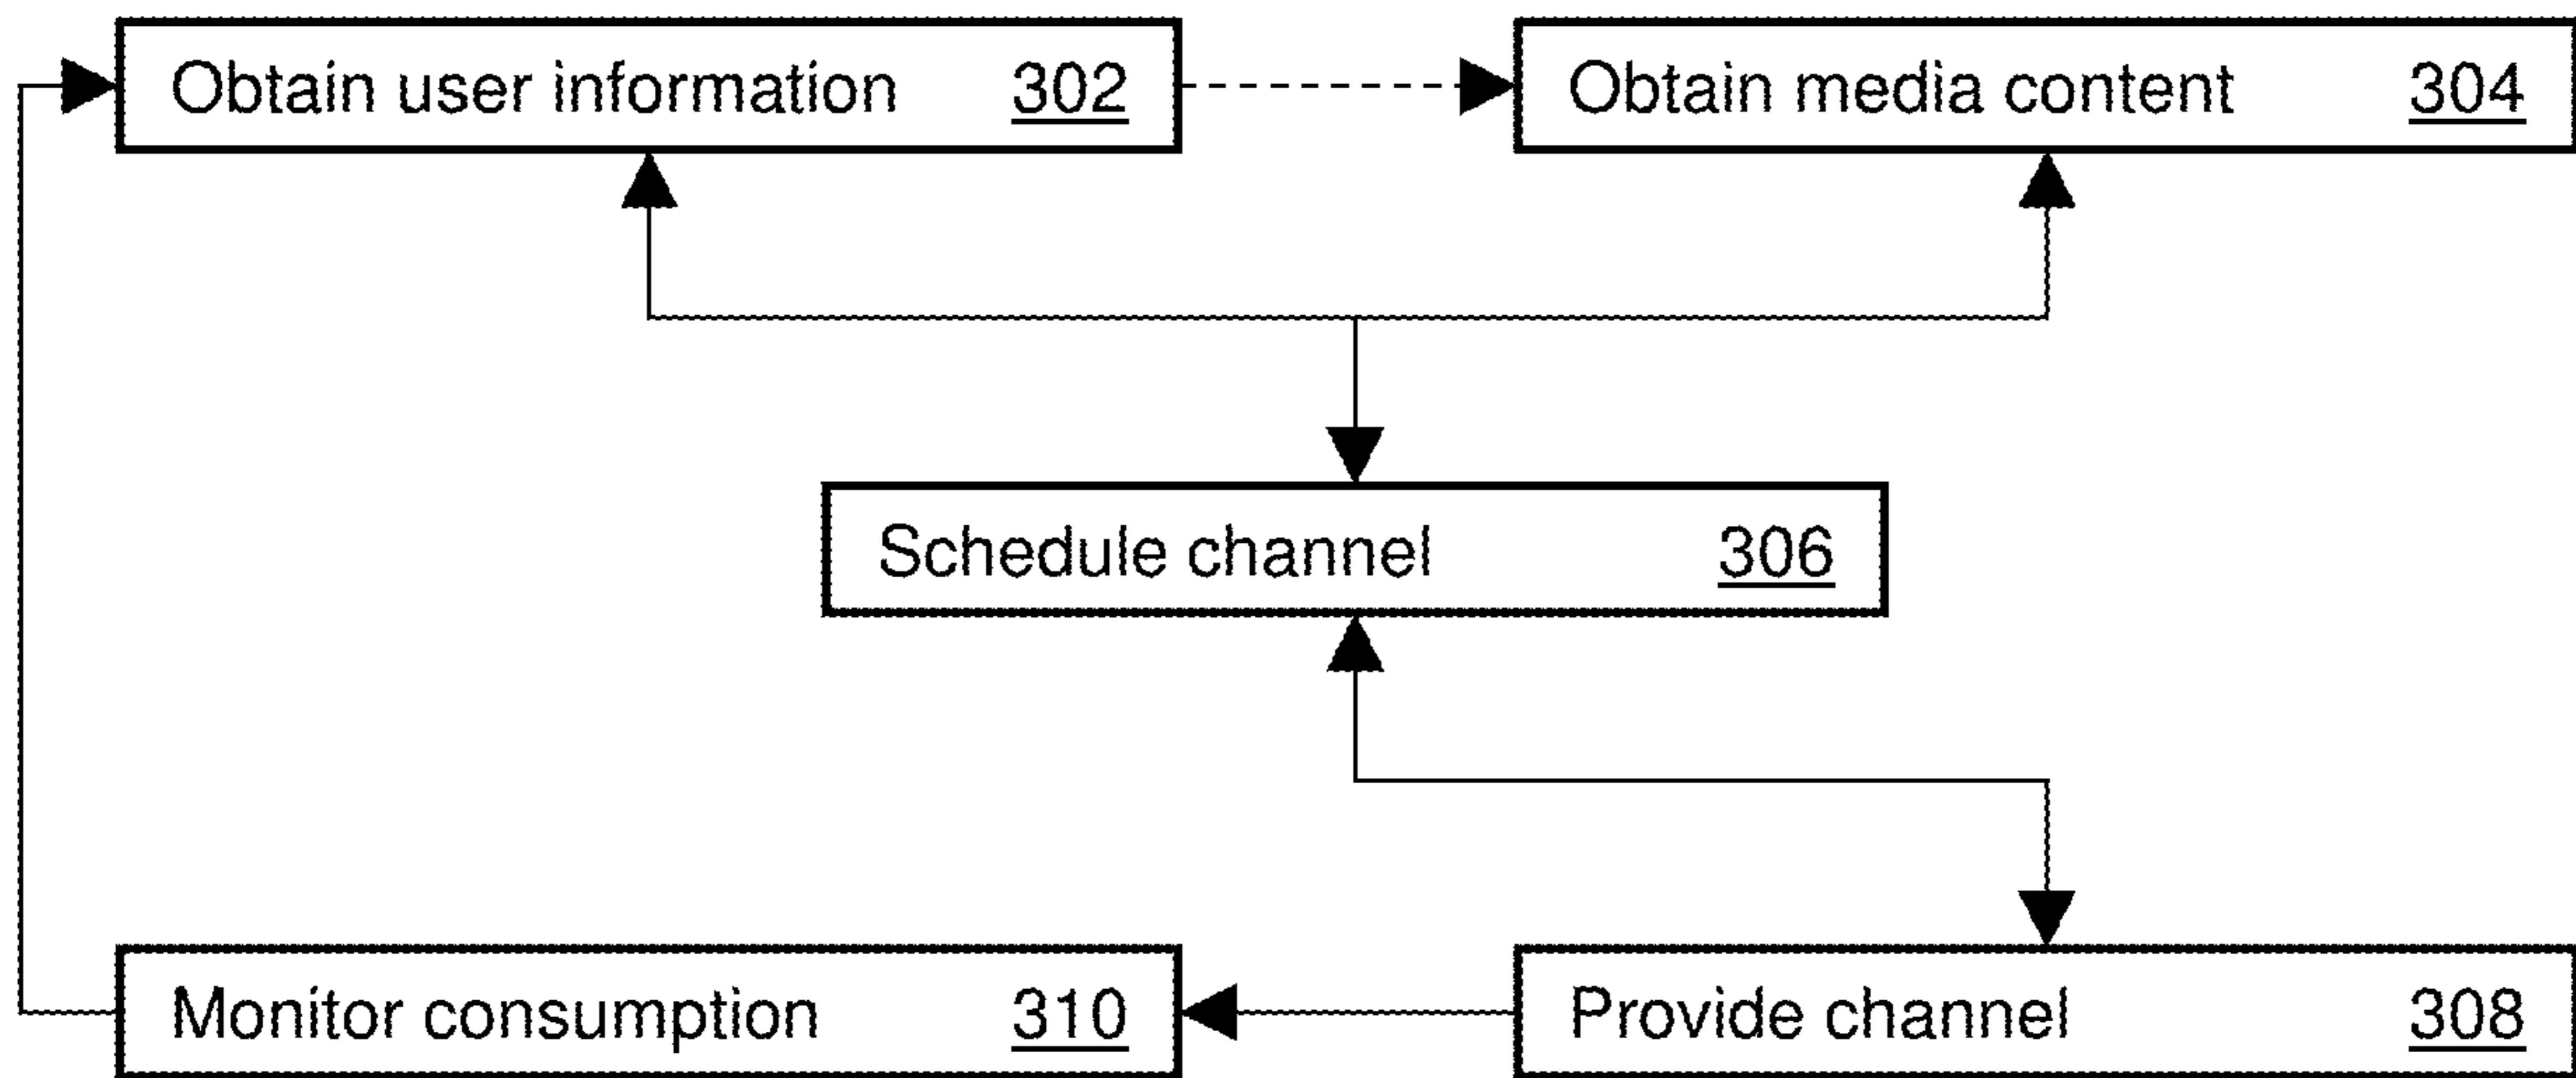 Obtain user information 302
Obtain media content 304
Schedule channel 306
Monitor consumption 310
Provide channel 308